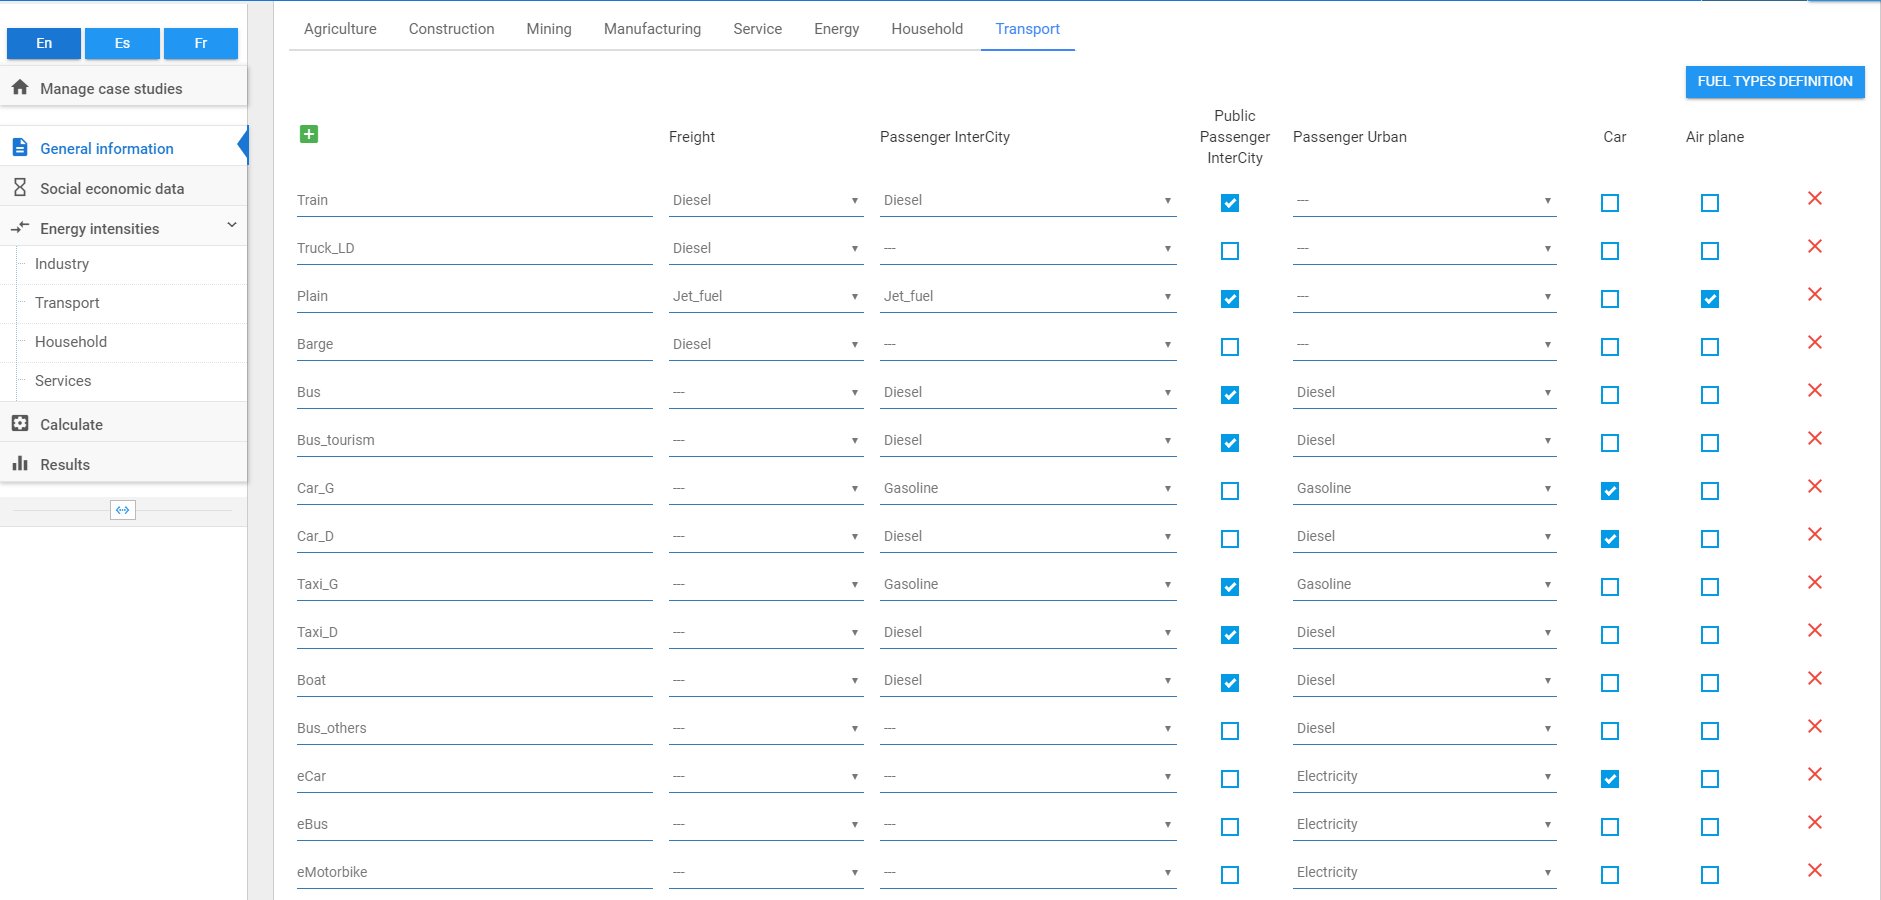 En Es Fr
Manage case studies
General information
Social economic data
Energy intensities
Industry
Transport
Household
Services
Calculate
Results
Agriculture Construction Mining Manufacturing Service Energy Household Transport
FUEL TYPES DEFINITION
Freight Passenger InterCity Public Passenger InterCity Passenger Urban Car Air plane
Train Diesel Diesel ---
Truck_LD Diesel --- ---
Plain Jet_fuel Jet_fuel ---
Barge Diesel --- ---
Bus --- Diesel Diesel
Bus_tourism --- Diesel Diesel
Car_G --- Gasoline Gasoline
Car_D --- Diesel Diesel
Taxi_G --- Gasoline Gasoline
Taxi_D --- Diesel Diesel
Boat --- Diesel Diesel
Bus_others --- --- Diesel
eCar --- --- Electricity
eBus --- --- Electricity
eMotorbike --- --- Electricity